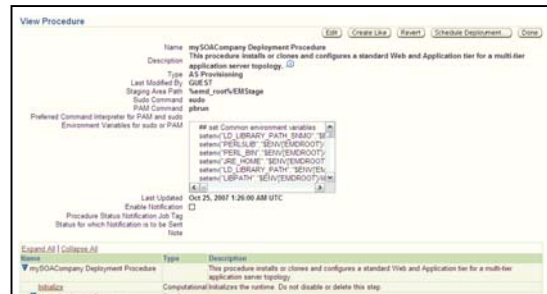 View Procedure
Edit Create Like Revert Schedule Deployment... Done
Name mySOACompany Deployment Procedure
Description This procedure installs or clones and configures a standard Web and Application tier for a multi-tier
application server topology.
Type AS Provisioning
Last Modified By GUEST
Staging Area Path %emd_root%/EMStage
Sudo Command sudo
PAM Command pbrun
Preferred Command Interpreter for PAM and sudo
Environment Variables for sudo or PAM
## set Common environment variables
setenv("LD_LIBRARY_PATH_SNMO",
setenv("PERL5LIB", "$ENV{EMDROOT}/
setenv("PERL_BIN", "$ENV{EMDROOT}/
setenv("JRE_HOME", "$ENV{EMDROOT}/
setenv("LD_LIBRARY_PATH", "$ENV{EM
setenv("LIBPATH", "$ENV{EMDROOT}/
Last Updated Oct 25, 2007 1:26:00 AM UTC
Enable Notification
Procedure Status Notification Job Tag
Status for which Notification is to be Sent
Note
Expand All | Collapse All
Name Type Description
mySOACompany Deployment Procedure This procedure installs or clones and configures a standard Web and Application tier for a multi-tier
application server topology
Initialize Computational Initializes the runtime. Do not disable or delete this step